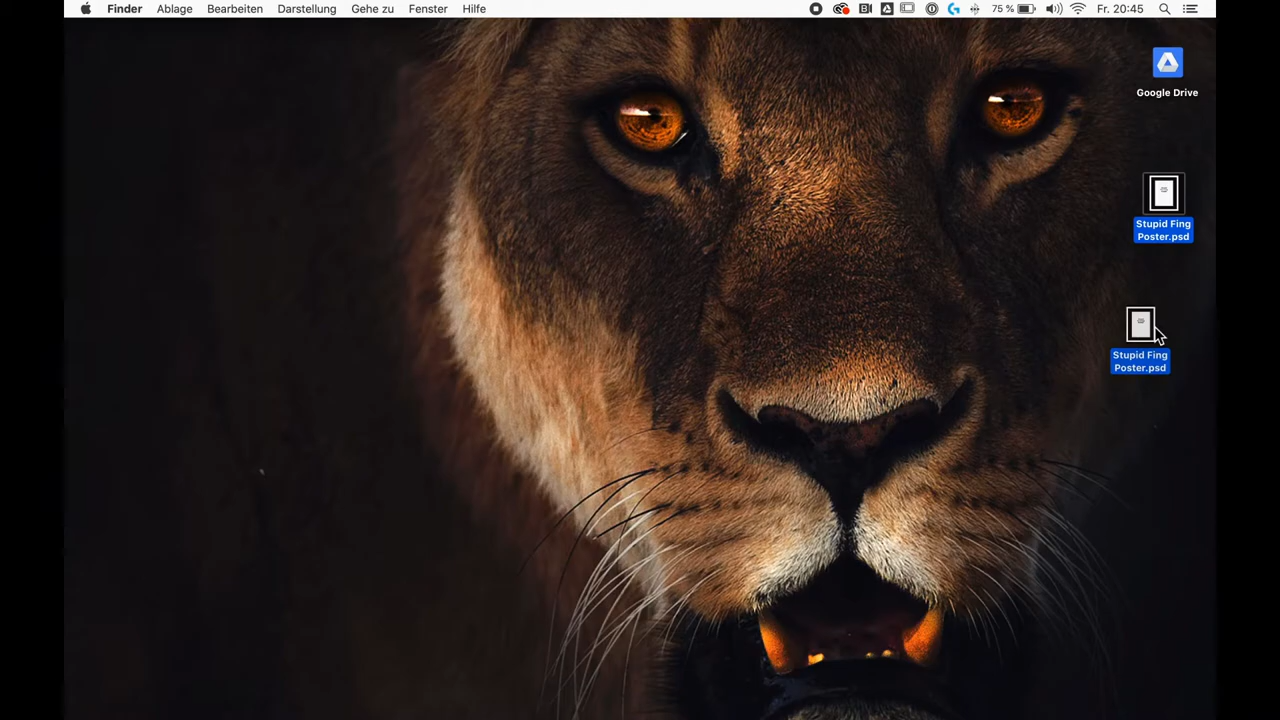 Finder Ablage Bearbeiten Darstellung Gehe zu Fenster Hilfe 75 % Fr. 20:45
Google Drive
Stupid Fing
Poster.psd
Stupid Fing
Poster.psd